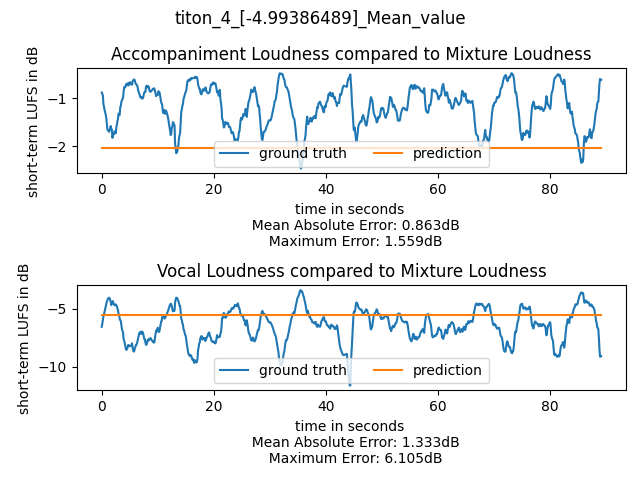 titon_4_[-4.99386489]_Mean_value
Accompaniment Loudness compared to Mixture Loudness
short-term LUFS in dB
−1
−2
ground truth
prediction
0
20
40
60
80
time in seconds
Mean Absolute Error: 0.863dB
Maximum Error: 1.559dB
Vocal Loudness compared to Mixture Loudness
short-term LUFS in dB
−5
−10
ground truth
prediction
0
20
40
60
80
time in seconds
Mean Absolute Error: 1.333dB
Maximum Error: 6.105dB